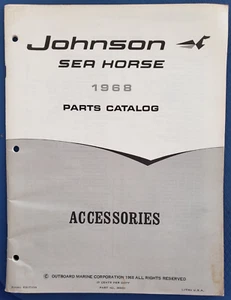 Johnson
SEA HORSE
1968
PARTS CATALOG
ACCESSORIES
© OUTBOARD MARINE CORPORATION 1968 ALL RIGHTS RESERVED